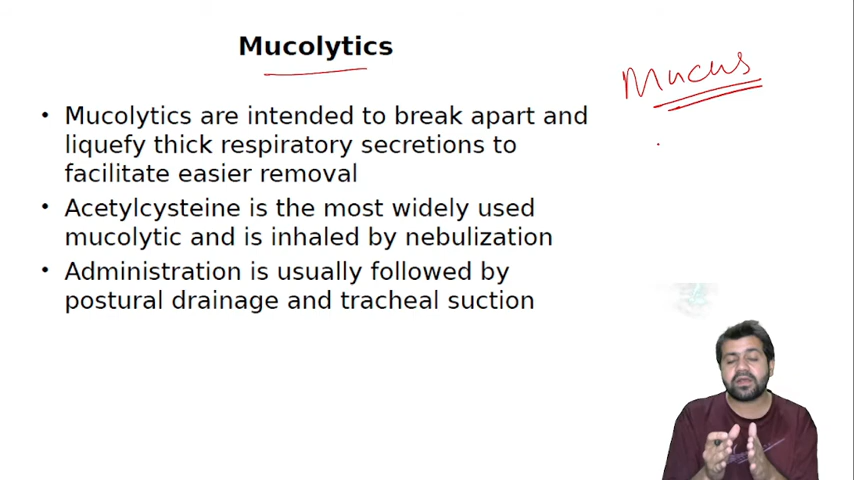 Mucolytics
Mucus
• Mucolytics are intended to break apart and
liquefy thick respiratory secretions to
facilitate easier removal
• Acetylcysteine is the most widely used
mucolytic and is inhaled by nebulization
• Administration is usually followed by
postural drainage and tracheal suction